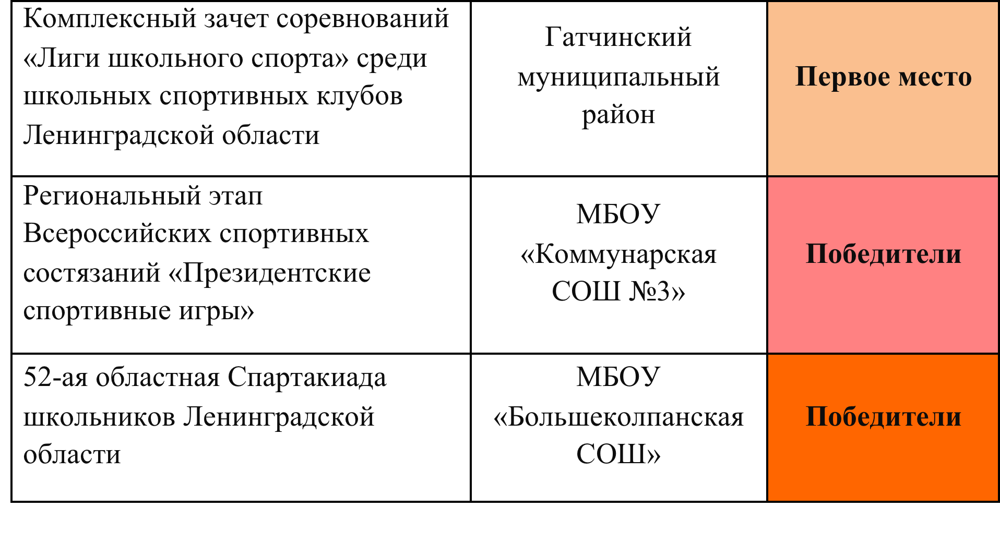 Комплексный зачет соревнований
«Лиги школьного спорта» среди
школьных спортивных клубов
Ленинградской области
Гатчинский
муниципальный
район
Первое место
Региональный этап
Всероссийских спортивных
состязаний «Президентские
спортивные игры»
МБОУ
«Коммунарская
СОШ №3»
Победители
52-ая областная Спартакиада
школьников Ленинградской
области
МБОУ
«Большеколпанская
СОШ»
Победители